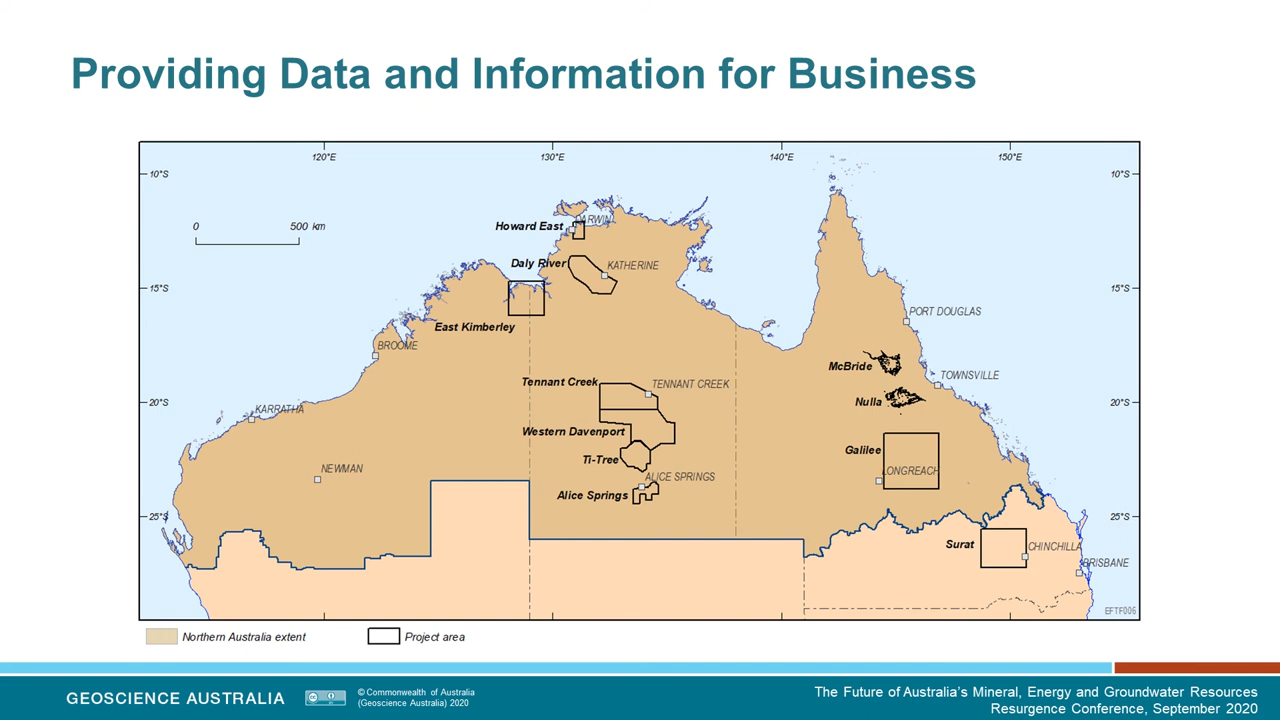 Providing Data and Information for Business
120°E
130°E
140°E
150°E
10°S
10°S
0
500 km
Howard East
DARWIN
Daly River
KATHERINE
15°S
15°S
East Kimberley
PORT DOUGLAS
BROOME
McBride
TOWNSVILLE
Tennant Creek
TENNANT CREEK
20°S
Nulla
20°S
KARRATHA
Western Davenport
Galilee
Ti-Tree
NEWMAN
LONGREACH
ALICE SPRINGS
Alice Springs
25°S
25°S
Surat
CHINCHILLA
BRISBANE
EFTF006
Northern Australia extent
Project area
GEOSCIENCE AUSTRALIA
cc
© Commonwealth of Australia
(Geoscience Australia) 2020
The Future of Australia's Mineral, Energy and Groundwater Resources
Resurgence Conference, September 2020